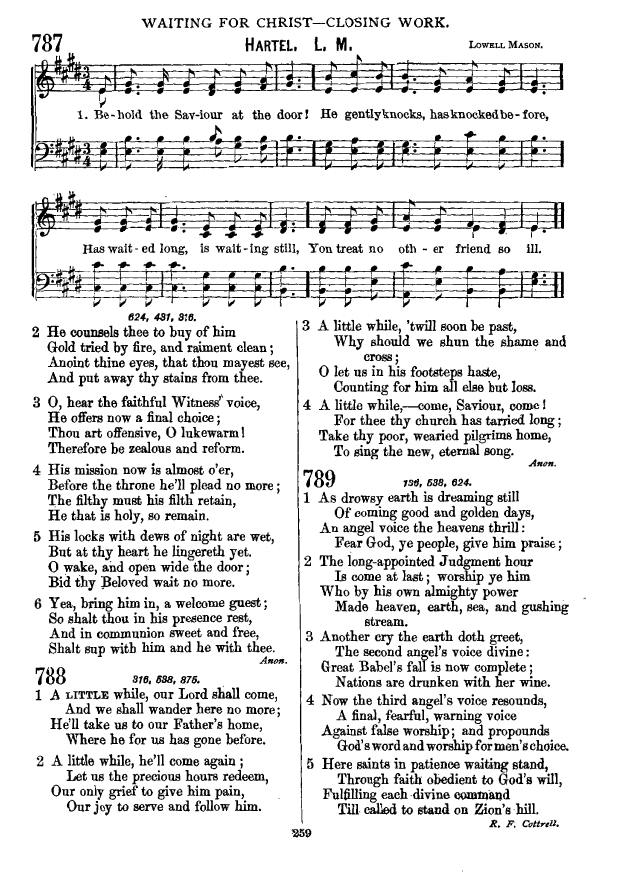 WAITING FOR CHRIST—CLOSING WORK.
787
HARTEL. L. M.
LOWELL MASON.
1. Be-hold the Sav-iour at the door! He gently knocks, has knocked be-fore,
Has wait-ed long, is wait-ing still, You treat no oth-er friend so ill.
624, 431, 316.
2 He counsels thee to buy of him
Gold tried by fire, and raiment clean;
Anoint thine eyes, that thou mayest see,
And put away thy stains from thee.
3 O, hear the faithful Witness' voice,
He offers now a final choice;
Thou art offensive, O lukewarm!
Therefore be zealous and reform.
4 His mission now is almost o'er,
Before the throne he'll plead no more;
The filthy must his filth retain,
He that is holy, so remain.
5 His locks with dews of night are wet,
But at thy heart he lingereth yet.
O wake, and open wide the door;
Bid thy Beloved wait no more.
6 Yea, bring him in, a welcome guest;
So shalt thou in his presence rest,
And in communion sweet and free,
Shalt sup with him and he with thee.
Anon.
788
316, 538, 875.
1 A LITTLE while, our Lord shall come,
And we shall wander here no more;
He'll take us to our Father's home,
Where he for us has gone before.
2 A little while, he'll come again;
Let us the precious hours redeem,
Our only grief to give him pain,
Our joy to serve and follow him.
3 A little while, 'twill soon be past,
Why should we shun the shame and
cross;
O let us in his footsteps haste,
Counting for him all else but loss.
4 A little while,—come, Saviour, come!
For thee thy church has tarried long;
Take thy poor, wearied pilgrims home,
To sing the new, eternal song.
Anon.
789
136, 538, 624.
1 As drowsy earth is dreaming still
Of coming good and golden days,
An angel voice the heavens thrill:
Fear God, ye people, give him praise;
2 The long-appointed Judgment hour
Is come at last; worship ye him
Who by his own almighty power
Made heaven, earth, sea, and gushing
stream.
3 Another cry the earth doth greet,
The second angel's voice divine:
Great Babel's fall is now complete;
Nations are drunken with her wine.
4 Now the third angel's voice resounds,
A final, fearful, warning voice
Against false worship; and propounds
God's word and worship for men's choice.
5 Here saints in patience waiting stand,
Through faith obedient to God's will,
Fulfilling each divine command
Till called to stand on Zion's hill.
R. F. Cottrell.
259